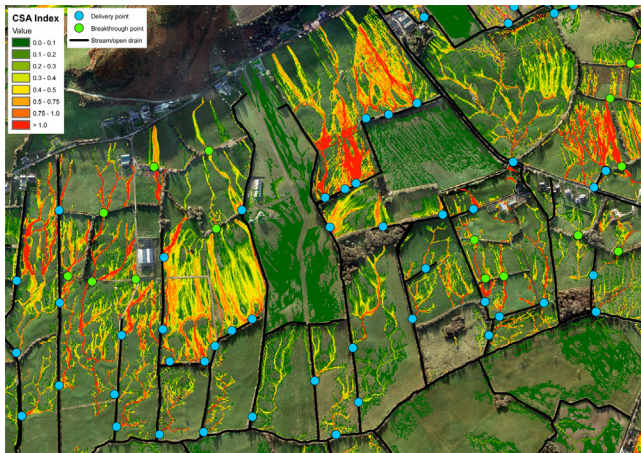 CSA Index
Value
0.0 - 0.1
0.1 - 0.2
0.2 - 0.3
0.3 - 0.4
0.4 - 0.5
0.5 - 0.75
0.75 - 1.0
> 1.0
Delivery point
Breakthrough point
Stream/open drain